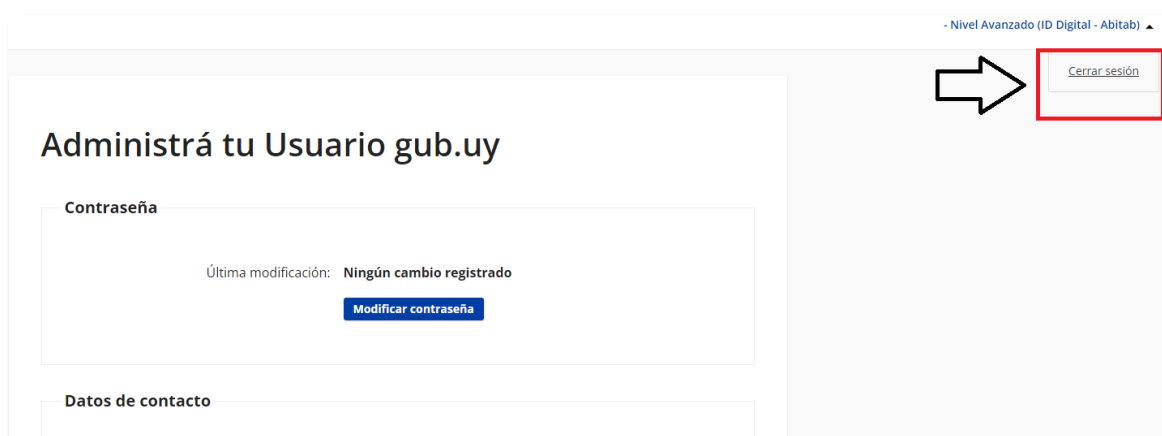 - Nivel Avanzado (ID Digital - Abitab)
Cerrar sesión
Administrá tu Usuario gub.uy
Contraseña
Última modificación: Ningún cambio registrado
Modificar contraseña
Datos de contacto